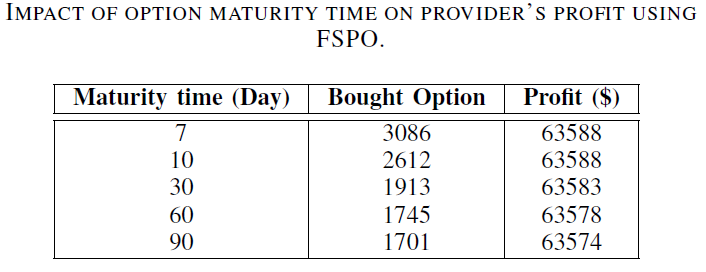 IMPACT OF OPTION MATURITY TIME ON PROVIDER'S PROFIT USING
FSPO.
Maturity time (Day) Bought Option Profit ($)
7 3086 63588
10 2612 63588
30 1913 63583
60 1745 63578
90 1701 63574